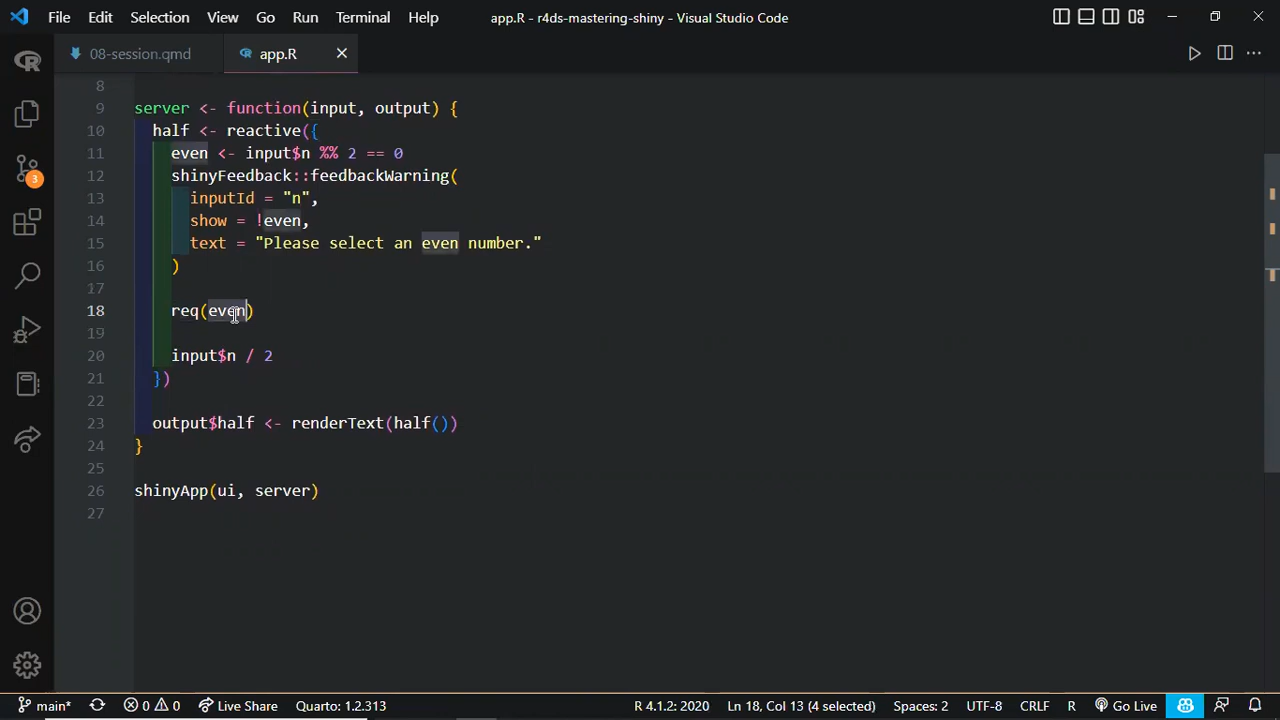 File Edit Selection View Go Run Terminal Help app.R - r4ds-mastering-shiny - Visual Studio Code
08-session.qmd app.R
8
9 server <- function(input, output) {
10 half <- reactive({
11 even <- input$n %% 2 == 0
12 shinyFeedback::feedbackWarning(
13 inputId = "n",
14 show = !even,
15 text = "Please select an even number."
16 )
17
18 req(even)
19
20 input$n / 2
21 })
22
23 output$half <- renderText(half())
24 }
25
26 shinyApp(ui, server)
27
3
main* 0 0 Live Share Quarto: 1.2.313 R 4.1.2: 2020 Ln 18, Col 13 (4 selected) Spaces: 2 UTF-8 CRLF R Go Live